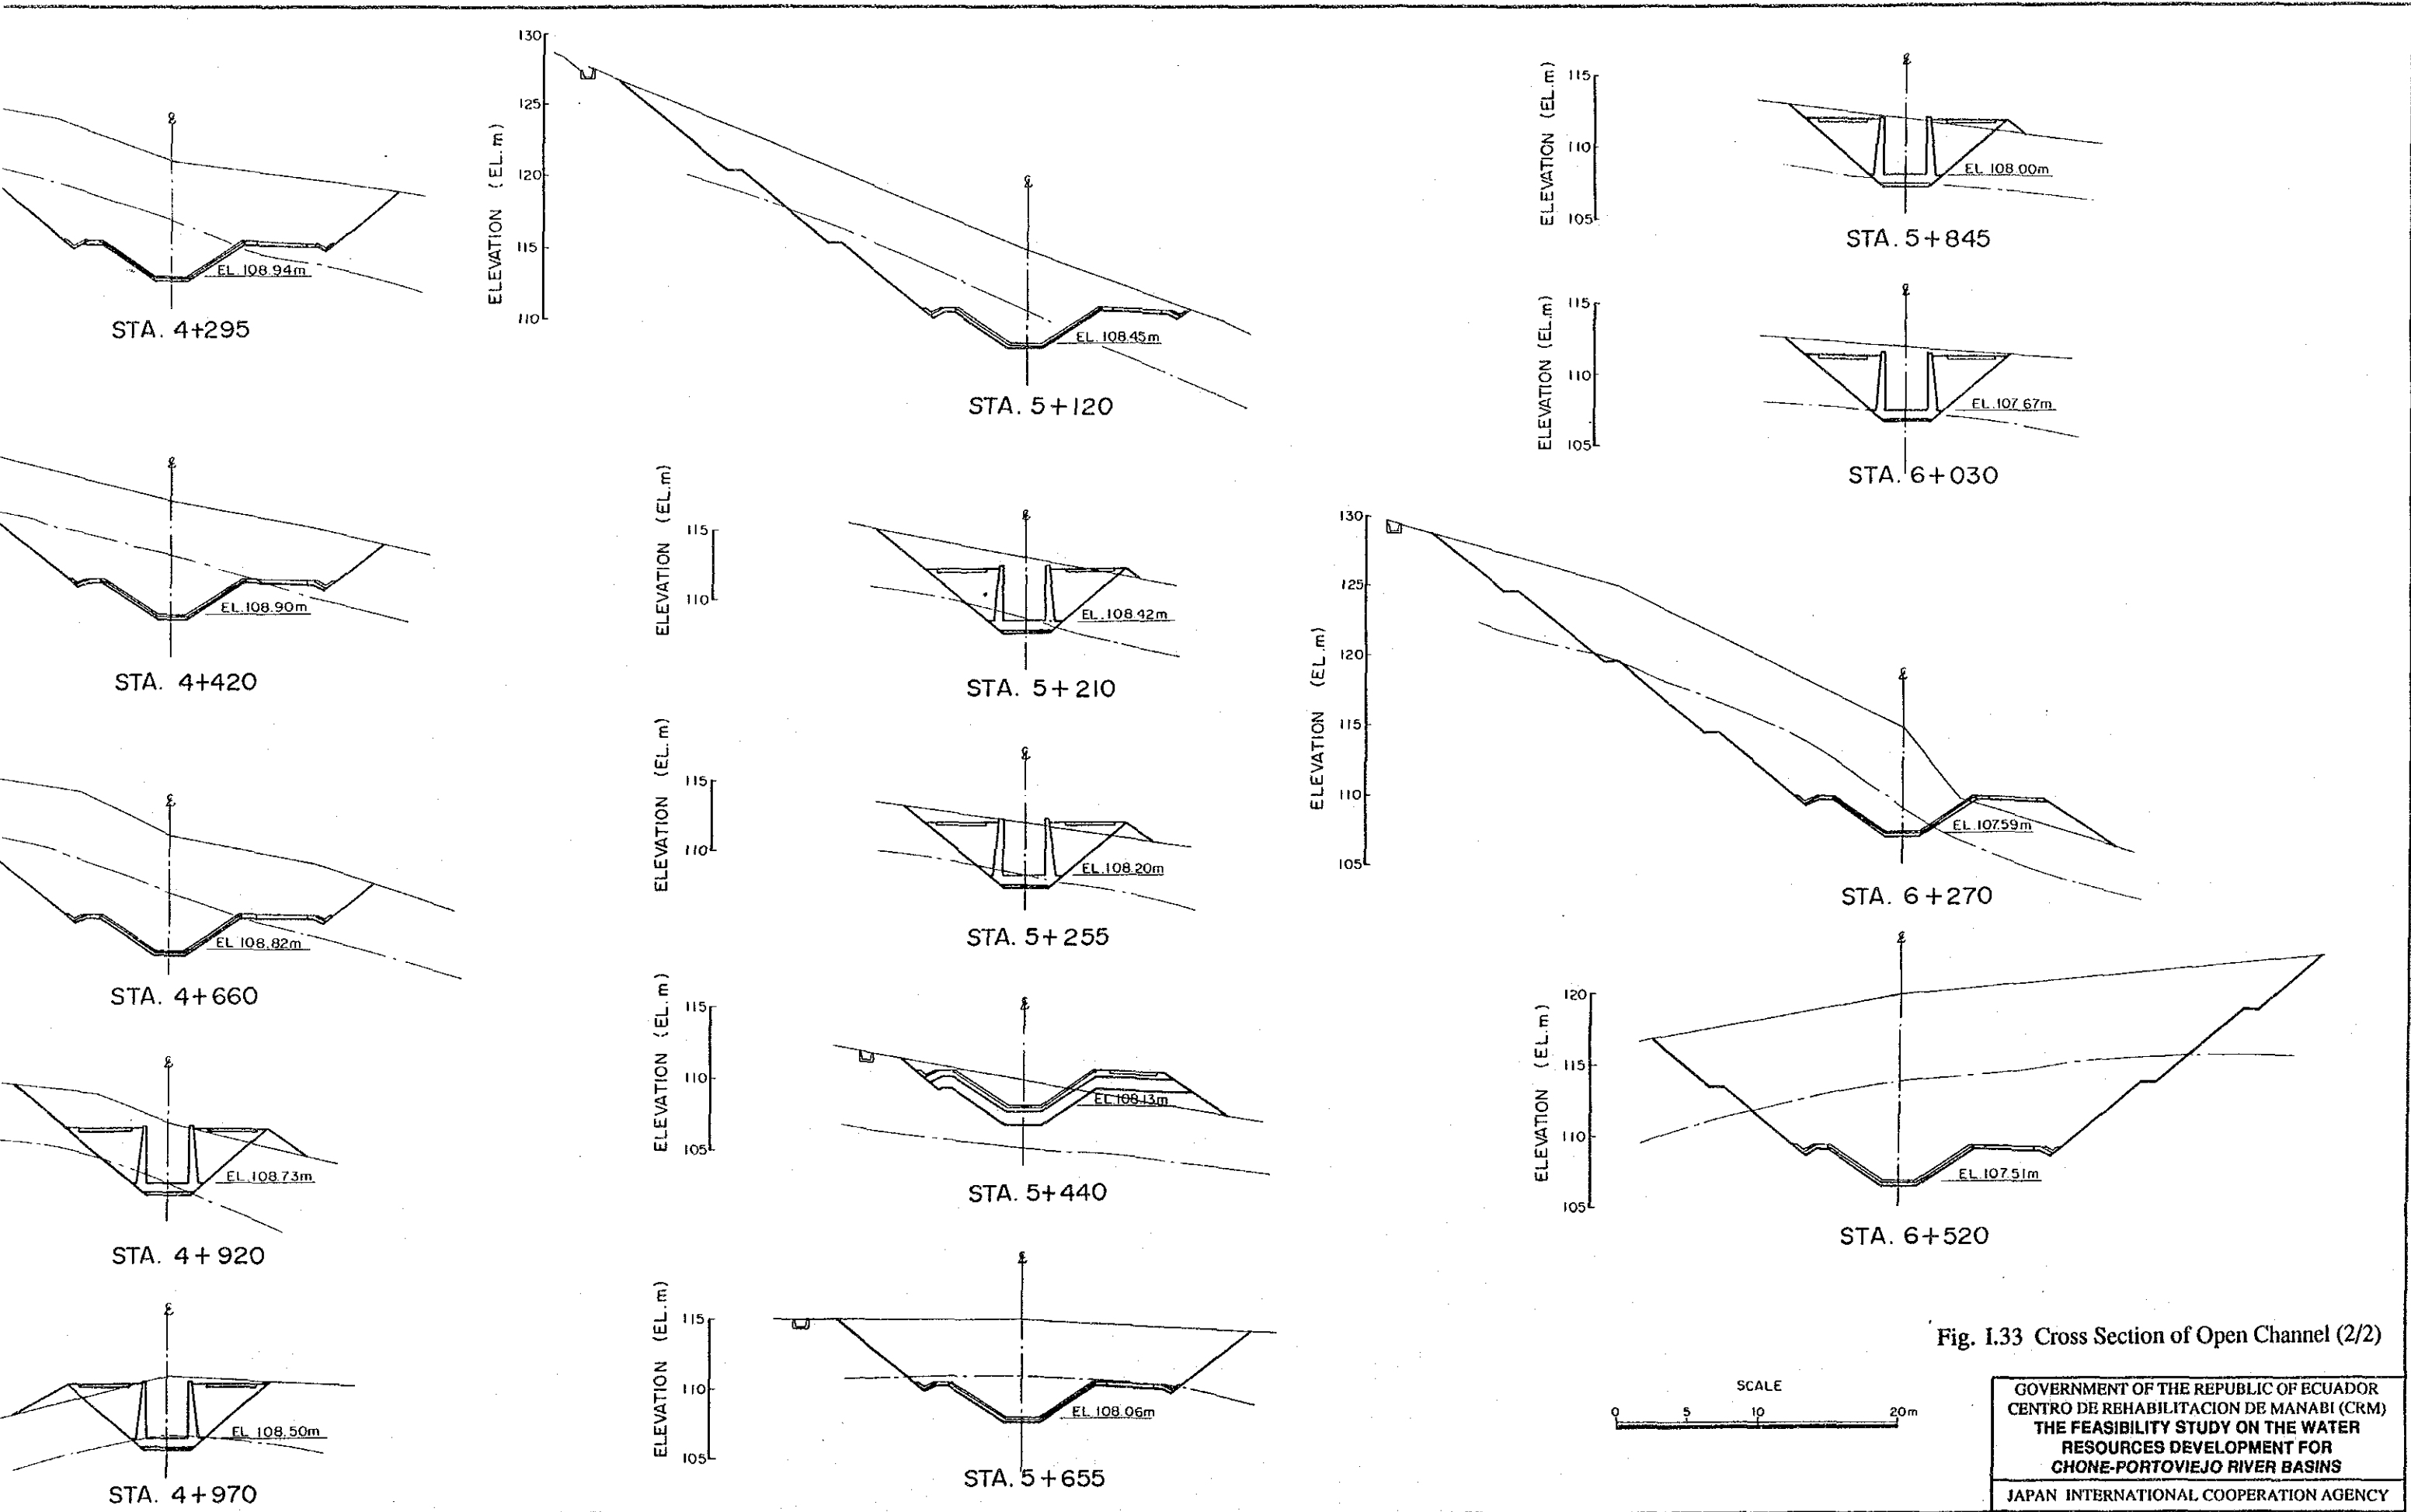 EL.108.94m
STA. 4+295
EL.108.90m
STA. 4+420
EL 108.82m
STA. 4+660
EL.108.73m
STA. 4+920
EL 108.50m
STA. 4+970
ELEVATION (EL.m)
130
125
120
115
110
EL.108.45m
STA. 5+120
ELEVATION (EL.m)
115
110
EL.108.42m
STA. 5+210
ELEVATION (EL.m)
115
110
EL.108.20m
STA. 5+255
ELEVATION (EL.m)
115
110
105
EL.108.13m
STA. 5+440
ELEVATION (EL.m)
115
110
105
EL.108.06m
STA. 5+655
ELEVATION (EL.m)
115
110
105
EL 108.00m
STA. 5+845
ELEVATION (EL.m)
115
110
105
EL.107.67m
STA. 6+030
ELEVATION (EL.m)
130
125
120
115
110
105
EL.107.59m
STA. 6+270
ELEVATION (EL.m)
120
115
110
105
EL.107.51m
STA. 6+520
Fig. I.33 Cross Section of Open Channel (2/2)
SCALE
0 5 10 20m
GOVERNMENT OF THE REPUBLIC OF ECUADOR
CENTRO DE REHABILITACION DE MANABI (CRM)
THE FEASIBILITY STUDY ON THE WATER
RESOURCES DEVELOPMENT FOR
CHONE-PORTOVIEJO RIVER BASINS
JAPAN INTERNATIONAL COOPERATION AGENCY